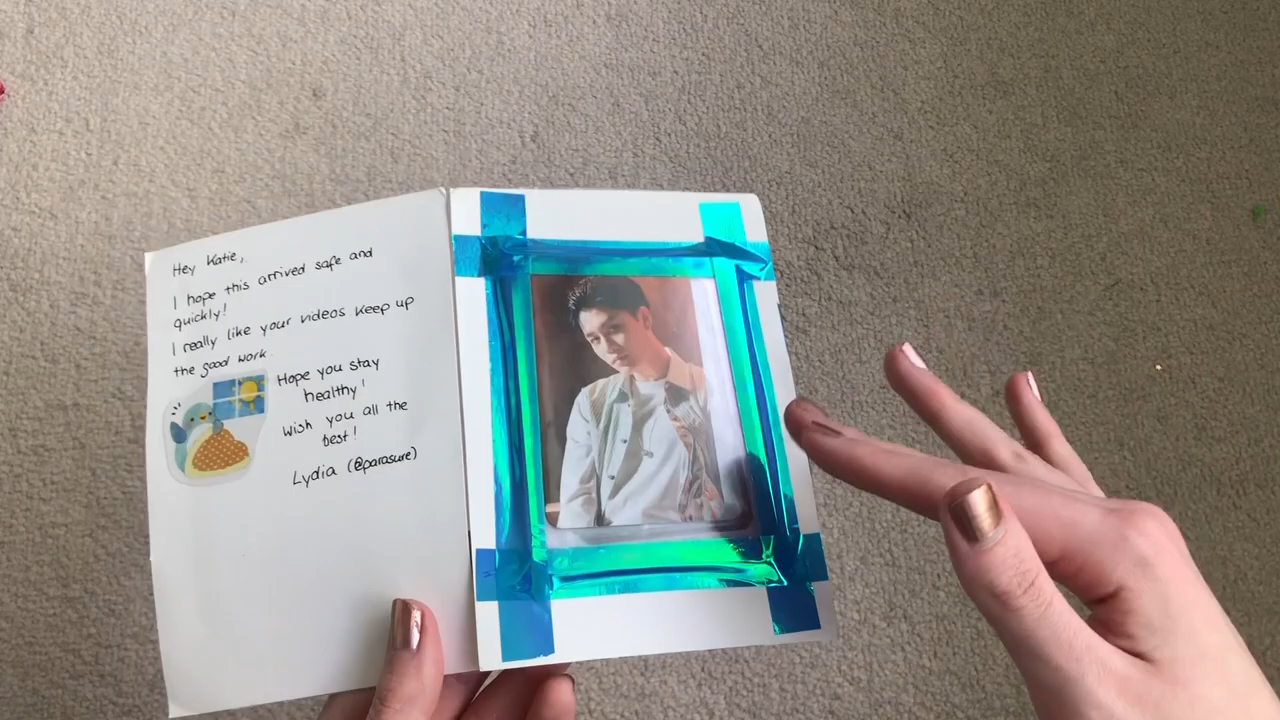 Hey Katie,
I hope this arrived safe and
quickly!
I really like your videos keep up
the good work.
Hope you stay
healthy!
Wish you all the
best!
Lydia (@parasure)